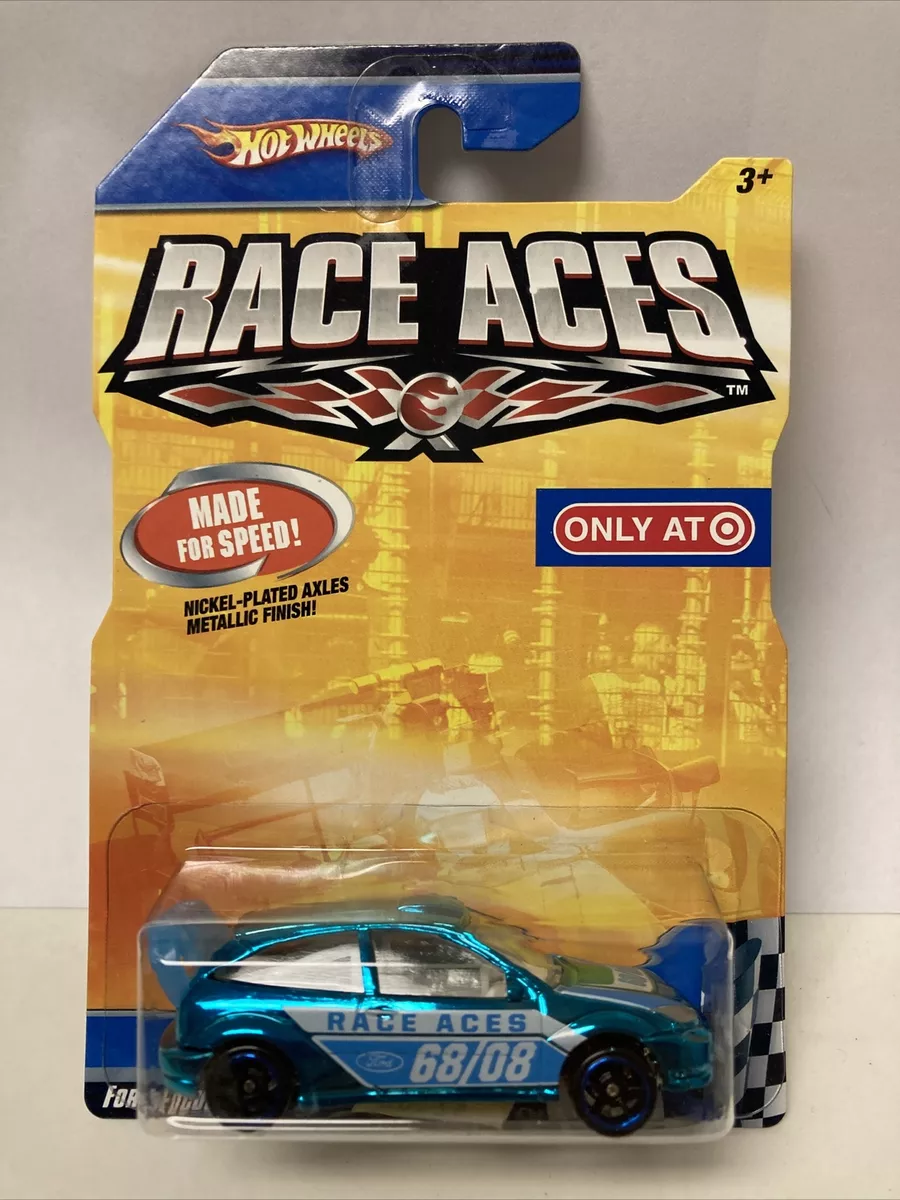 HOT WHEELS
3+
RACE ACES
TM
MADE
FOR SPEED!
ONLY AT
NICKEL-PLATED AXLES
METALLIC FINISH!
RACE ACES
Ford 68/08